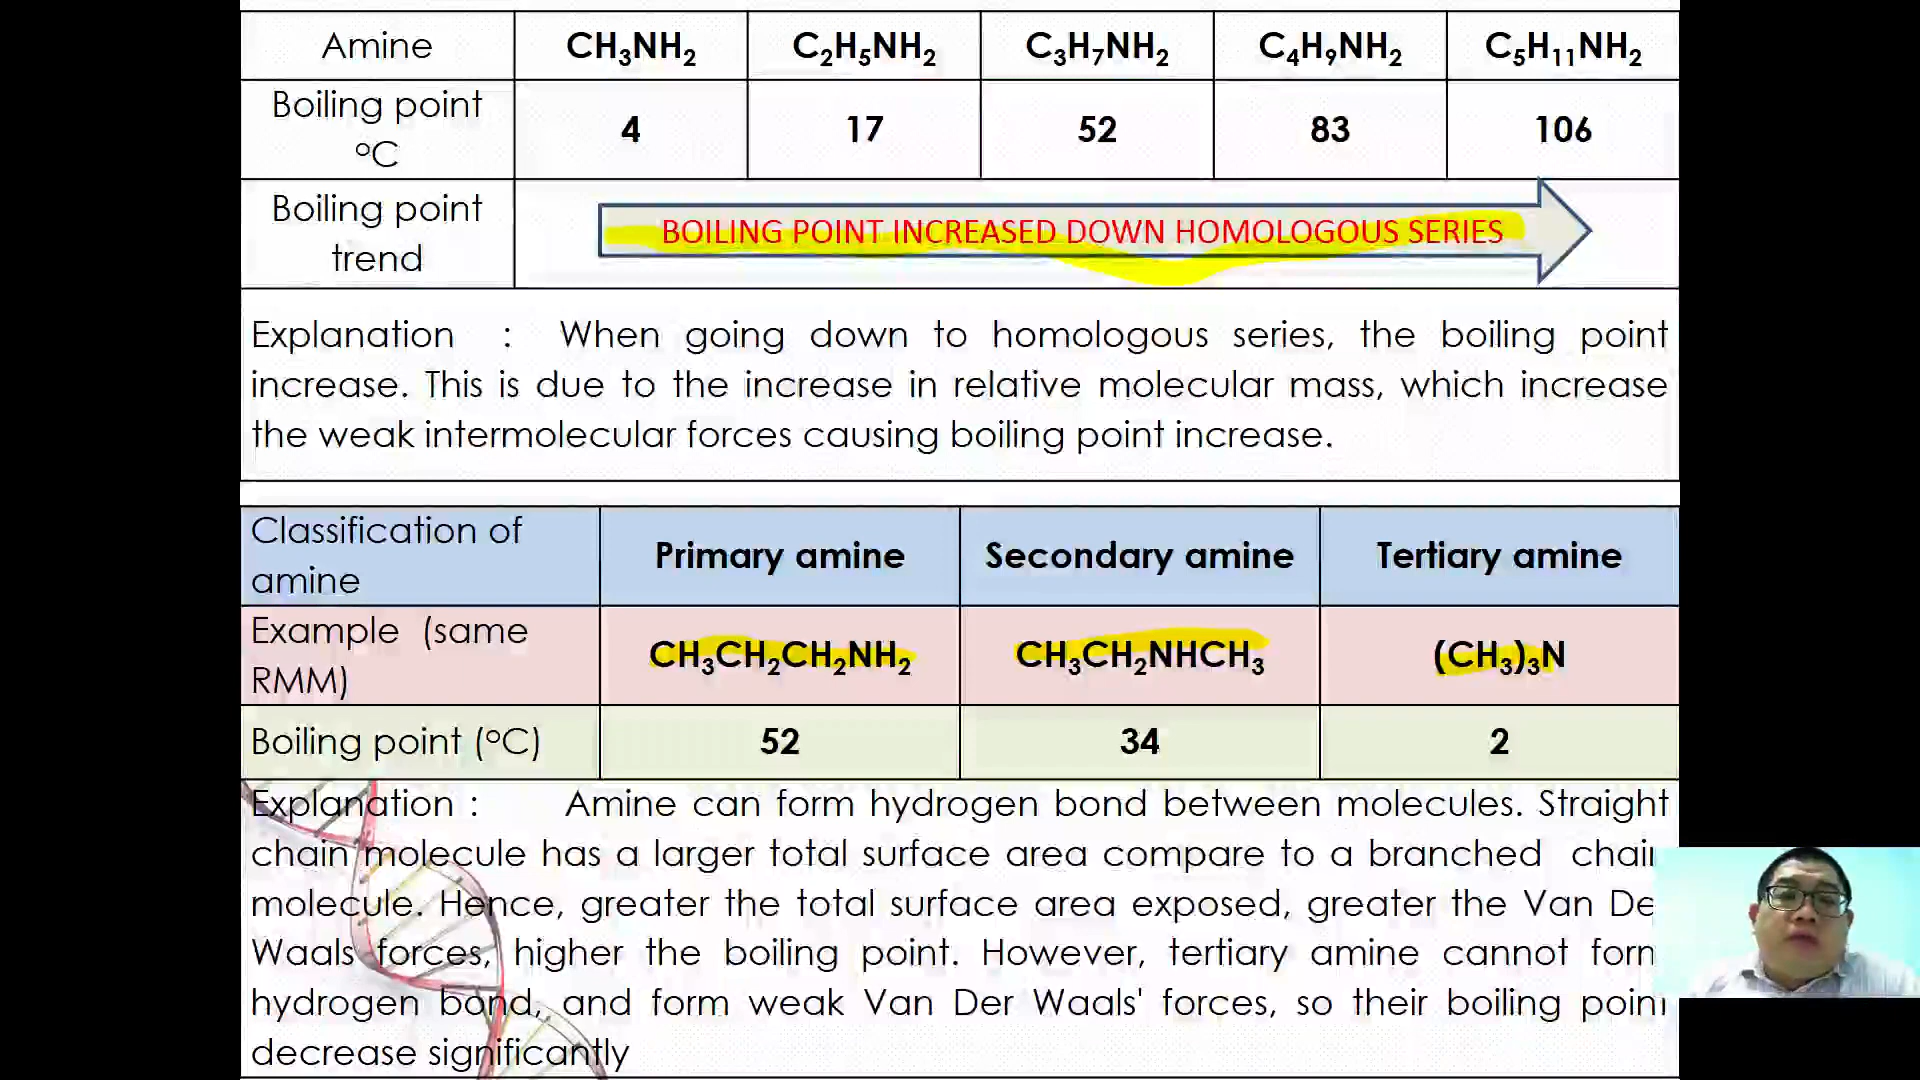 Amine CH₃NH₂ C₂H₅NH₂ C₃H₇NH₂ C₄H₉NH₂ C₅H₁₁NH₂
Boiling point
°C 4 17 52 83 106
Boiling point
trend
BOILING POINT INCREASED DOWN HOMOLOGOUS SERIES
Explanation : When going down to homologous series, the boiling point
increase. This is due to the increase in relative molecular mass, which increase
the weak intermolecular forces causing boiling point increase.
Classification of
amine
Primary amine Secondary amine Tertiary amine
Example (same
RMM)
CH₃CH₂CH₂NH₂ CH₃CH₂NHCH₃ (CH₃)₃N
Boiling point (°C) 52 34 2
Explanation : Amine can form hydrogen bond between molecules. Straight
chain molecule has a larger total surface area compare to a branched chain
molecule. Hence, greater the total surface area exposed, greater the Van De
Waals forces, higher the boiling point. However, tertiary amine cannot form
hydrogen bond, and form weak Van Der Waals' forces, so their boiling point
decrease significantly